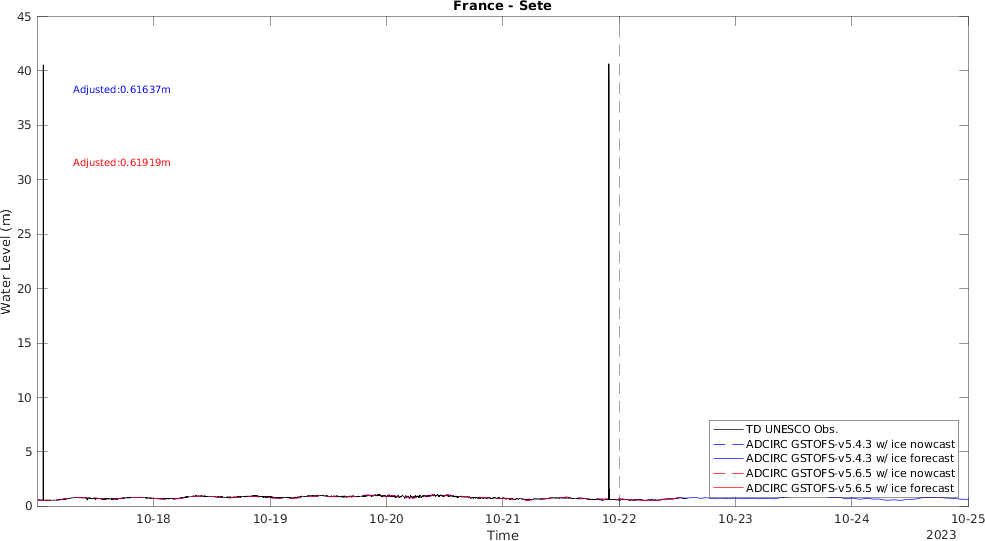 France - Sete
45
40
35
30
25
20
15
10
5
0
Water Level (m)
Adjusted:0.61637m
Adjusted:0.61919m
TD UNESCO Obs.
ADCIRC GSTOFS-v5.4.3 w/ ice nowcast
ADCIRC GSTOFS-v5.4.3 w/ ice forecast
ADCIRC GSTOFS-v5.6.5 w/ ice nowcast
ADCIRC GSTOFS-v5.6.5 w/ ice forecast
10-18 10-19 10-20 10-21 10-22 10-23 10-24 10-25
Time
2023